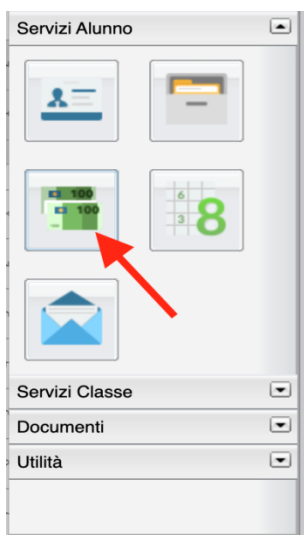 Servizi Alunno
100
100
6
3
8
Servizi Classe
Documenti
Utilità